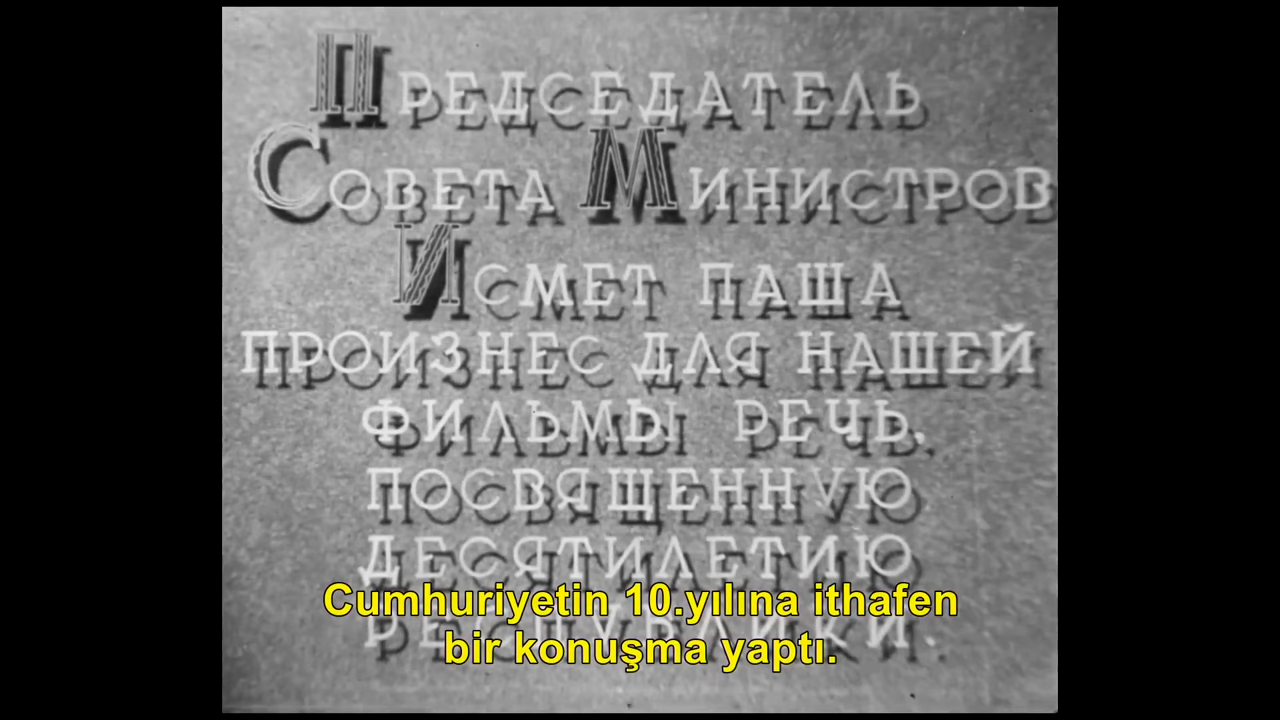 Председатель
Совета Министров
Исмет паша
произнес для нашей
фильмы речь,
посвященную
десятилетию
Cumhuriyetin 10.yılına ithafen
республики.
bir konuşma yaptı.